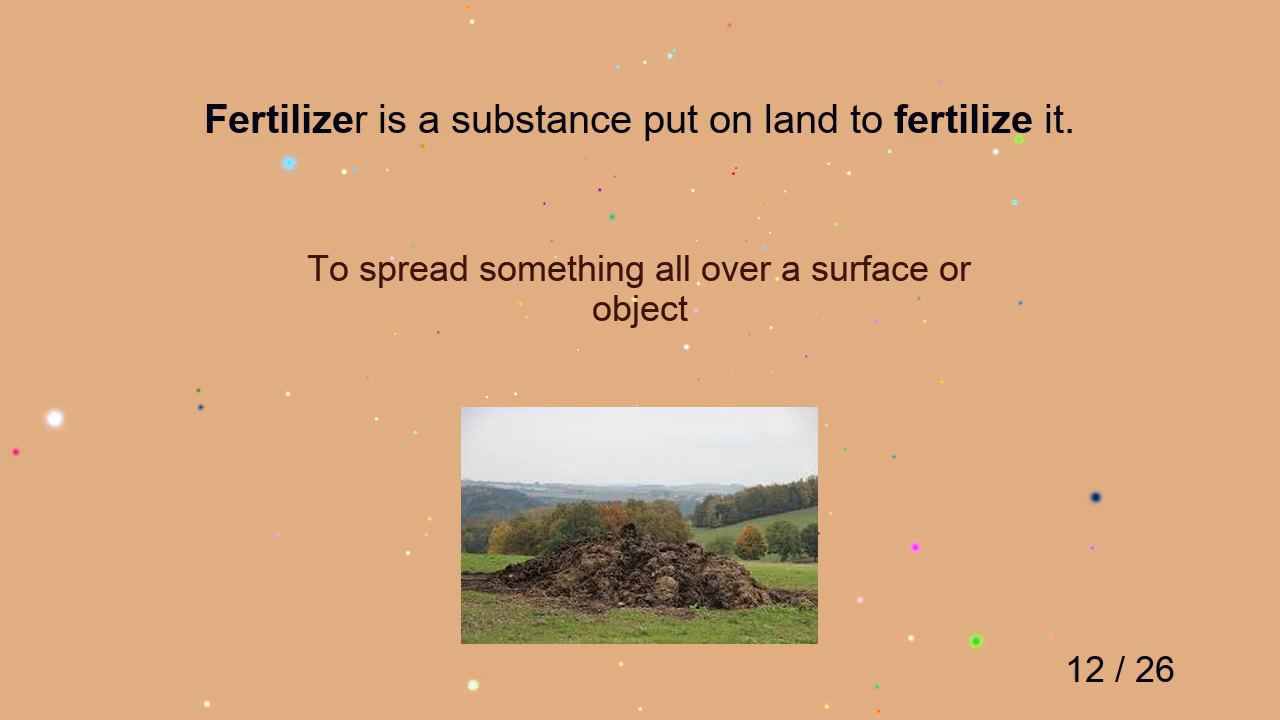 Fertilizer is a substance put on land to fertilize it.
To spread something all over a surface or
object
12 / 26